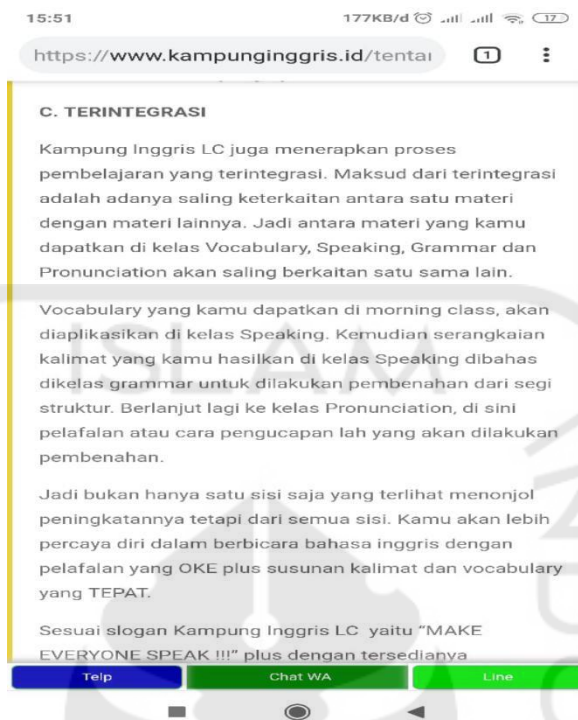 15:51
177KB/d
17
https://www.kampunginggris.id/tentai
1
C. TERINTEGRASI
Kampung Inggris LC juga menerapkan proses
pembelajaran yang terintegrasi. Maksud dari terintegrasi
adalah adanya saling keterkaitan antara satu materi
dengan materi lainnya. Jadi antara materi yang kamu
dapatkan di kelas Vocabulary, Speaking, Grammar dan
Pronunciation akan saling berkaitan satu sama lain.
Vocabulary yang kamu dapatkan di morning class, akan
diaplikasikan di kelas Speaking. Kemudian serangkaian
kalimat yang kamu hasilkan di kelas Speaking dibahas
dikelas grammar untuk dilakukan pembenahan dari segi
struktur. Berlanjut lagi ke kelas Pronunciation, di sini
pelafalan atau cara pengucapan lah yang akan dilakukan
pembenahan.
Jadi bukan hanya satu sisi saja yang terlihat menonjol
peningkatannya tetapi dari semua sisi. Kamu akan lebih
percaya diri dalam berbicara bahasa inggris dengan
pelafalan yang OKE plus susunan kalimat dan vocabulary
yang TEPAT.
Sesuai slogan Kampung Inggris LC yaitu “MAKE
EVERYONE SPEAK !!!” plus dengan tersedianya
Telp
Chat WA
Line
ISLAM